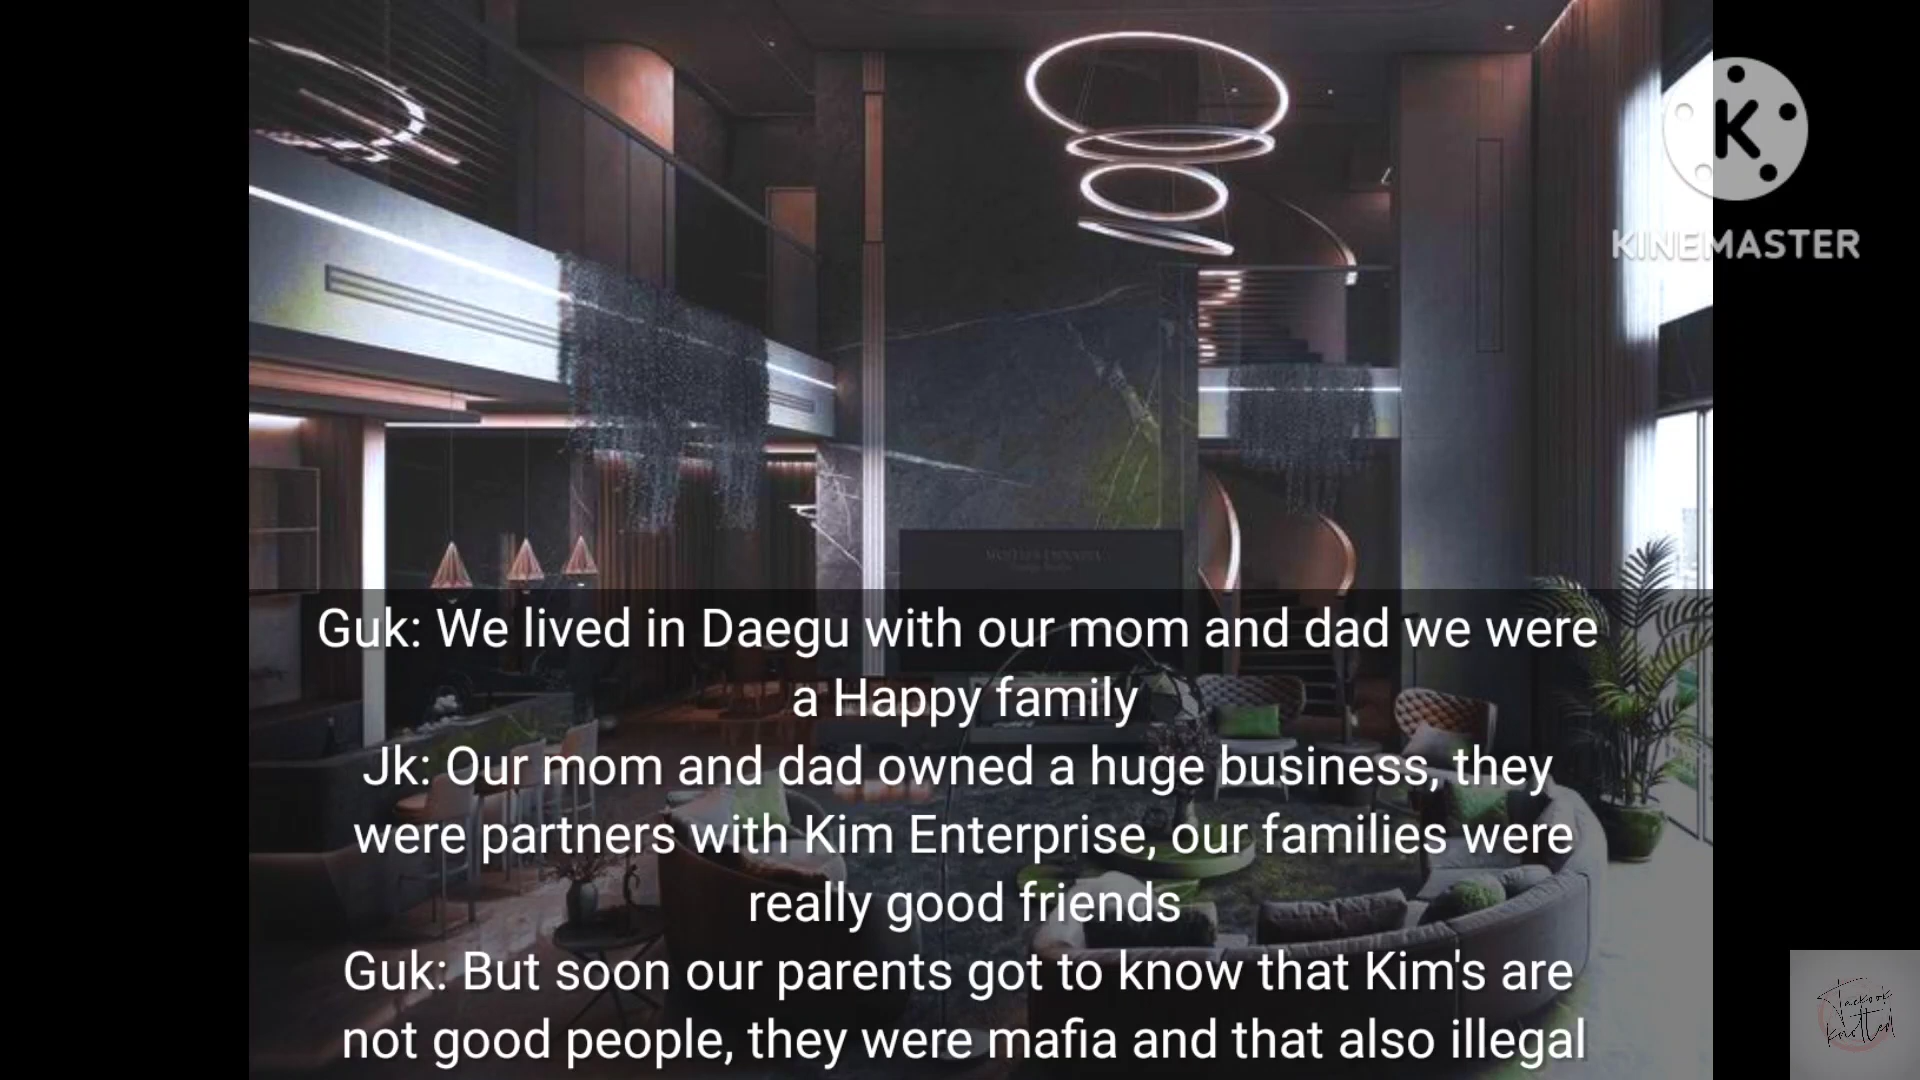 K
KINEMASTER
Guk: We lived in Daegu with our mom and dad we were
a Happy family
Jk: Our mom and dad owned a huge business, they
were partners with Kim Enterprise, our families were
really good friends
Guk: But soon our parents got to know that Kim's are
not good people, they were mafia and that also illegal
Taekook
knotted